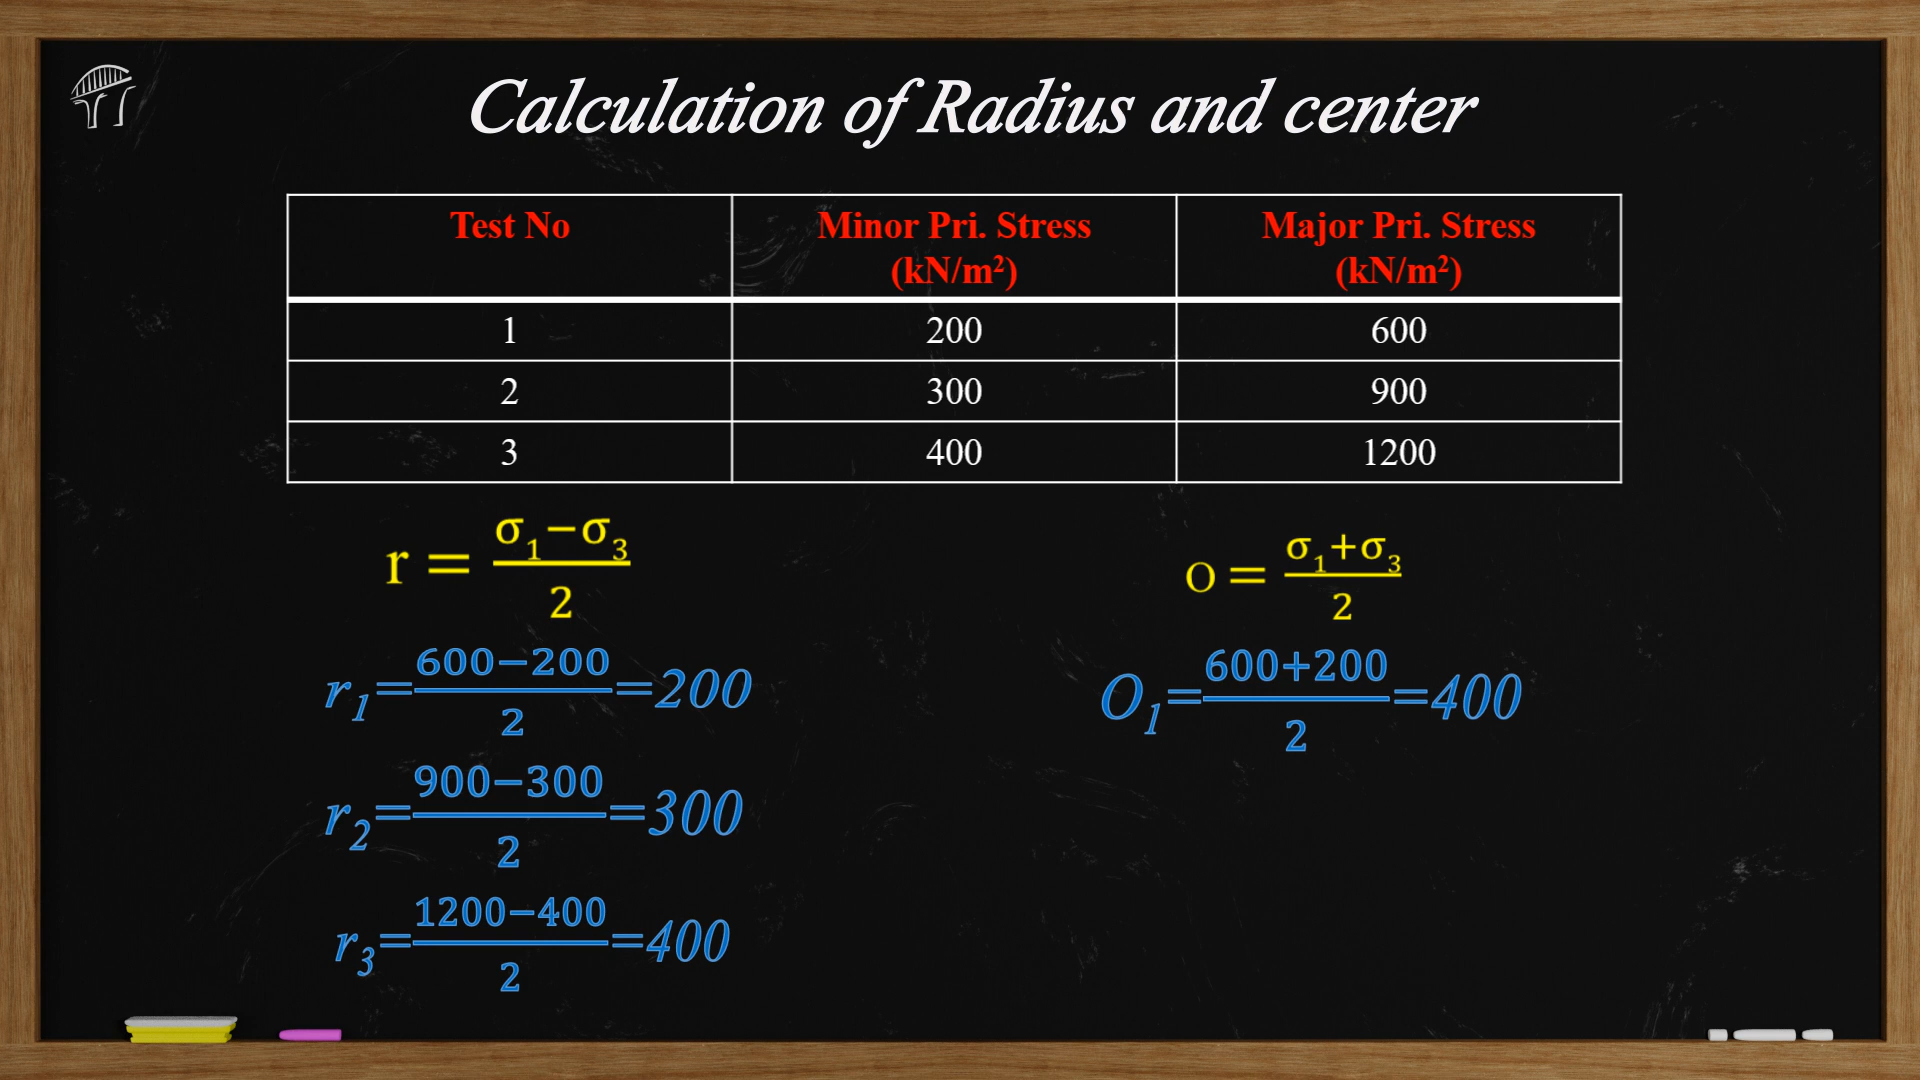 Calculation of Radius and center
Test No	Minor Pri. Stress (kN/m²)	Major Pri. Stress (kN/m²)
1	200	600
2	300	900
3	400	1200
r = (σ₁−σ₃)/2
o = (σ₁+σ₃)/2
r₁=(600−200)/2=200
O₁=(600+200)/2=400
r₂=(900−300)/2=300
r₃=(1200−400)/2=400